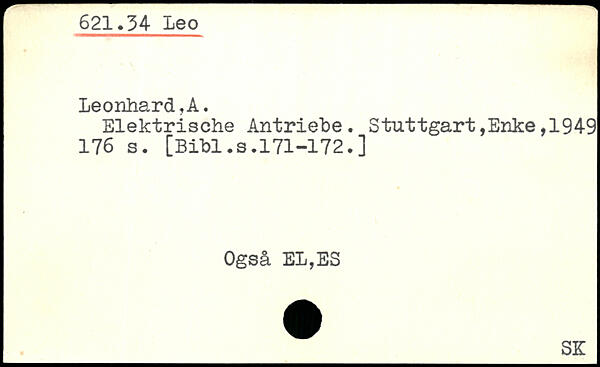 621.34 Leo
Leonhard,A.
Elektrische Antriebe. Stuttgart,Enke,1949
176 s. [Bibl.s.171-172.]
Også EL,ES
SK